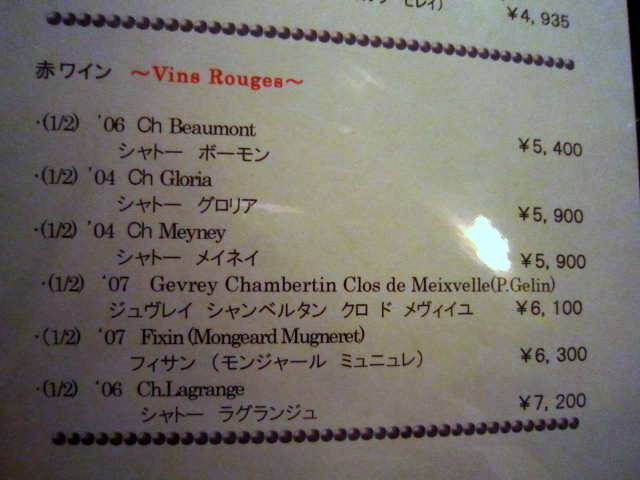 ¥4,935
赤ワイン ～Vins Rouges～
・(1/2) '06 Ch Beaumont
シャトー ボーモン ¥5,400
・(1/2) '04 Ch Gloria
シャトー グロリア ¥5,900
・(1/2) '04 Ch Meyney
シャトー メイネイ ¥5,900
・(1/2) '07 Gevrey Chambertin Clos de Meixvelle(P.Gelin)
ジュヴレイ シャンベルタン クロ ド メヴィイユ ¥6,100
・(1/2) '07 Fixin (Mongeard Mugneret)
フィサン (モンジャール ミュニュレ) ¥6,300
・(1/2) '06 Ch.Lagrange
シャトー ラグランジュ ¥7,200